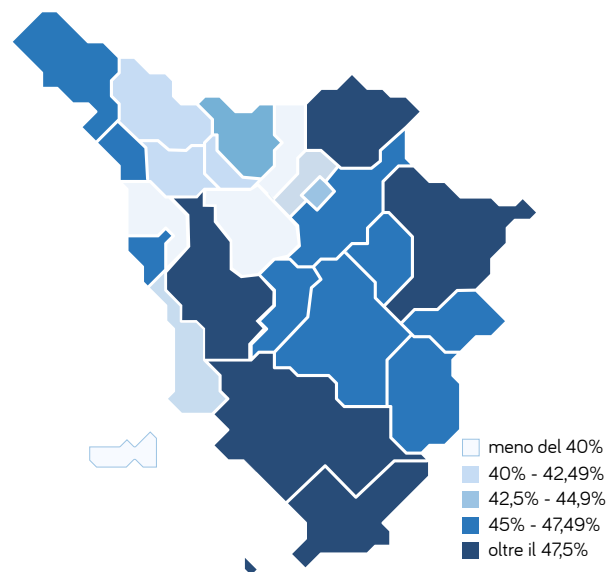 meno del 40%
40% - 42,49%
42,5% - 44,9%
45% - 47,49%
oltre il 47,5%